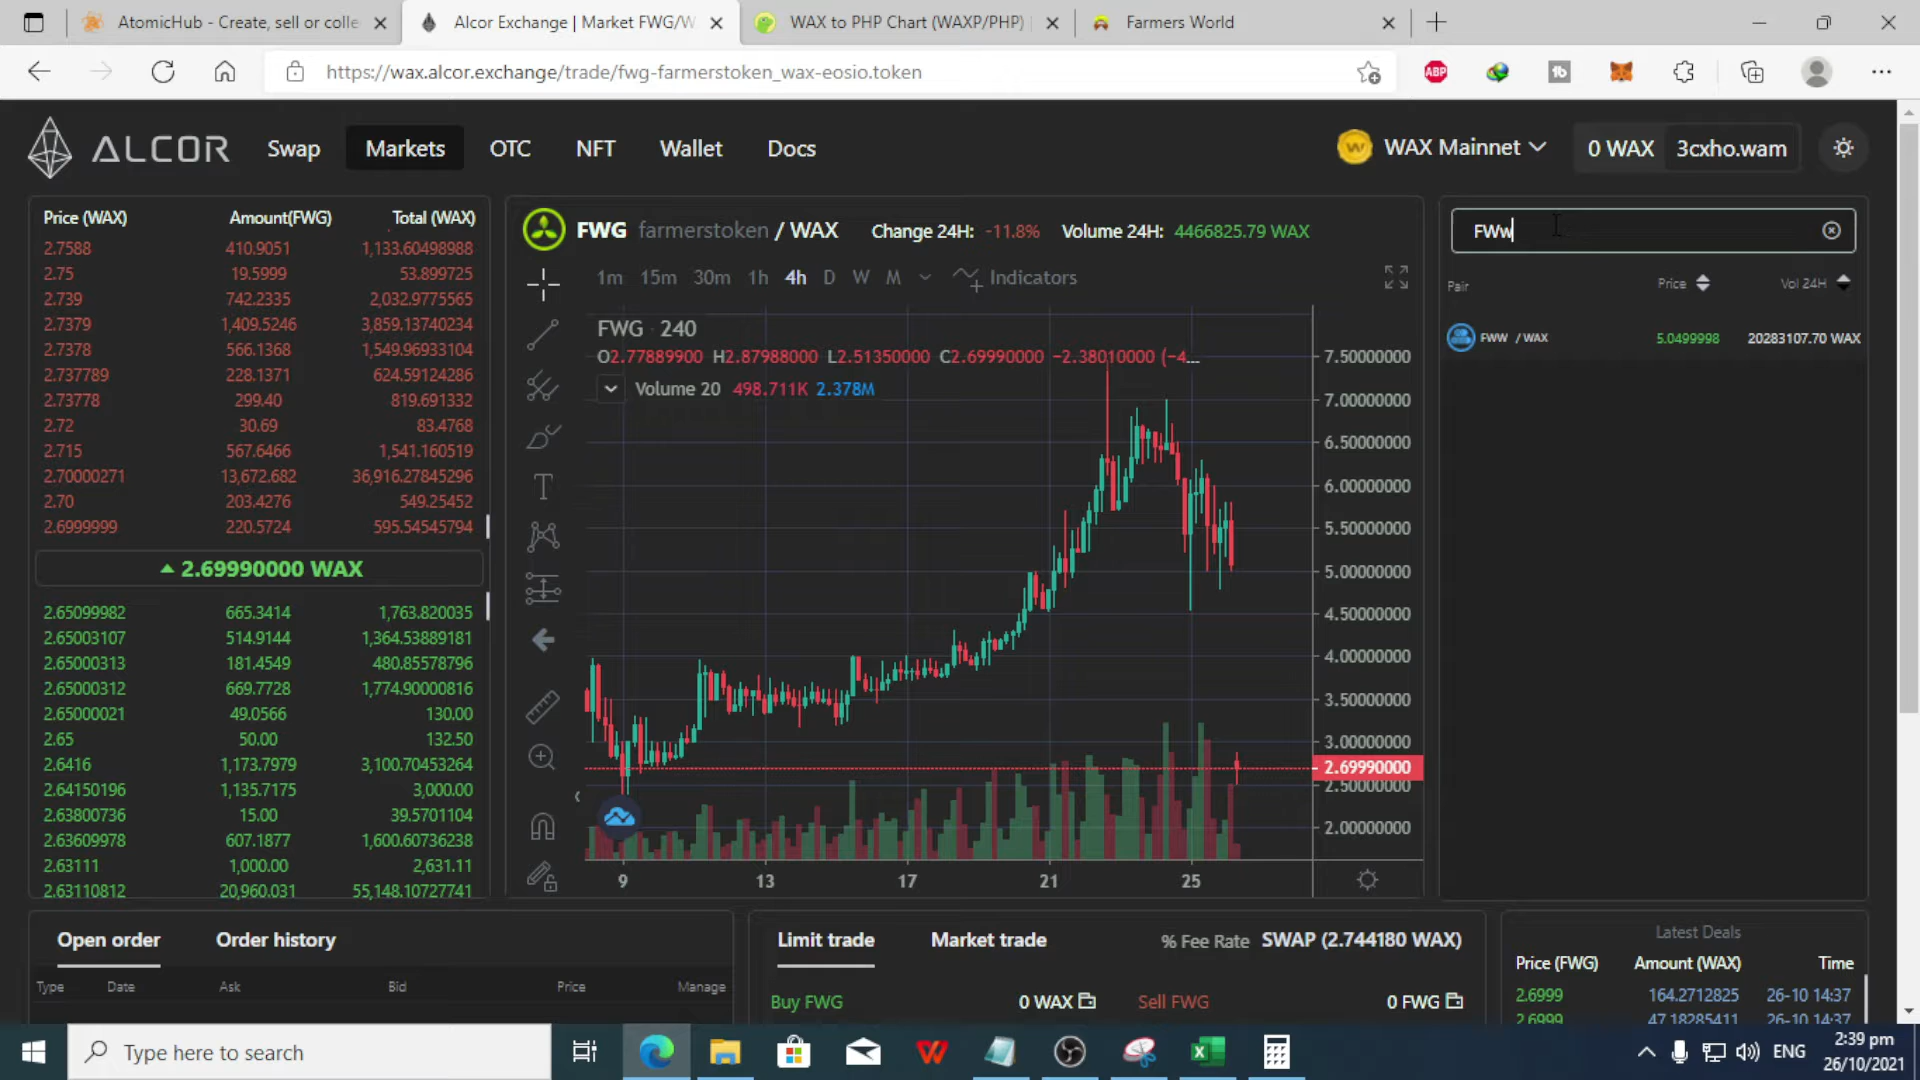 AtomicHub - Create, sell or colle
Alcor Exchange | Market FWG/W
WAX to PHP Chart (WAXP/PHP)
Farmers World
https://wax.alcor.exchange/trade/fwg-farmerstoken_wax-eosio.token
ABP
ALCOR
Swap
Markets
OTC
NFT
Wallet
Docs
WAX Mainnet
0 WAX
3cxho.wam
Price (WAX) Amount(FWG) Total (WAX)
2.7588 410.9051 1,133.60498988
2.75 19.5999 53.899725
2.739 742.2335 2,032.9775565
2.7379 1,409.5246 3,859.13740234
2.7378 566.1368 1,549.96933104
2.737789 228.1371 624.59124286
2.73778 299.40 819.691332
2.72 30.69 83.4768
2.715 567.6466 1,541.160519
2.70000271 13,672.682 36,916.27845296
2.70 203.4276 549.25452
2.6999999 220.5724 595.54545794
2.69990000 WAX
2.65099982 665.3414 1,763.820035
2.65003107 514.9144 1,364.53889181
2.65000313 181.4549 480.85578796
2.65000312 669.7728 1,774.90000816
2.65000021 49.0566 130.00
2.65 50.00 132.50
2.6416 1,173.7979 3,100.70453264
2.64150196 1,135.7175 3,000.00
2.63800736 15.00 39.5701104
2.63609978 607.1877 1,600.60736238
2.63111 1,000.00 2,631.11
2.63110812 20,960.031 55,148.10727741
FWG farmerstoken / WAX Change 24H: -11.8% Volume 24H: 4466825.79 WAX
1m 15m 30m 1h 4h D W M Indicators
FWG · 240
O2.77889900 H2.87988000 L2.51350000 C2.69990000 −2.38010000 (−4...
Volume 20 498.711K 2.378M
7.50000000
7.00000000
6.50000000
6.00000000
5.50000000
5.00000000
4.50000000
4.00000000
3.50000000
3.00000000
2.69990000
2.50000000
2.00000000
9 13 17 21 25
FWw
Pair Price Vol 24H
FWW / WAX 5.0499998 20283107.70 WAX
Open order Order history
Type Date Ask Bid Price Manage
Limit trade Market trade % Fee Rate SWAP (2.744180 WAX)
Buy FWG 0 WAX Sell FWG 0 FWG
Latest Deals
Price (FWG) Amount (WAX) Time
2.6999 164.2712825 26-10 14:37
2.6999 47.18285411 26-10 14:37
Type here to search
ENG
2:39 pm
26/10/2021